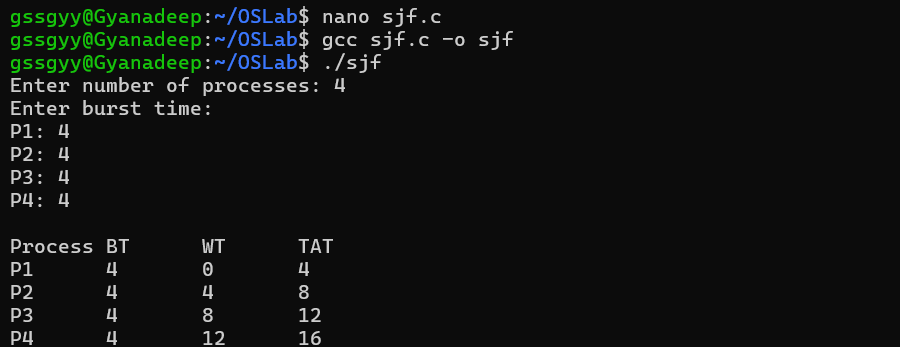 gssgyy@Gyanadeep:~/OSLab$ nano sjf.c
gssgyy@Gyanadeep:~/OSLab$ gcc sjf.c -o sjf
gssgyy@Gyanadeep:~/OSLab$ ./sjf
Enter number of processes: 4
Enter burst time:
P1: 4
P2: 4
P3: 4
P4: 4

Process BT      WT      TAT
P1      4       0       4
P2      4       4       8
P3      4       8       12
P4      4       12      16